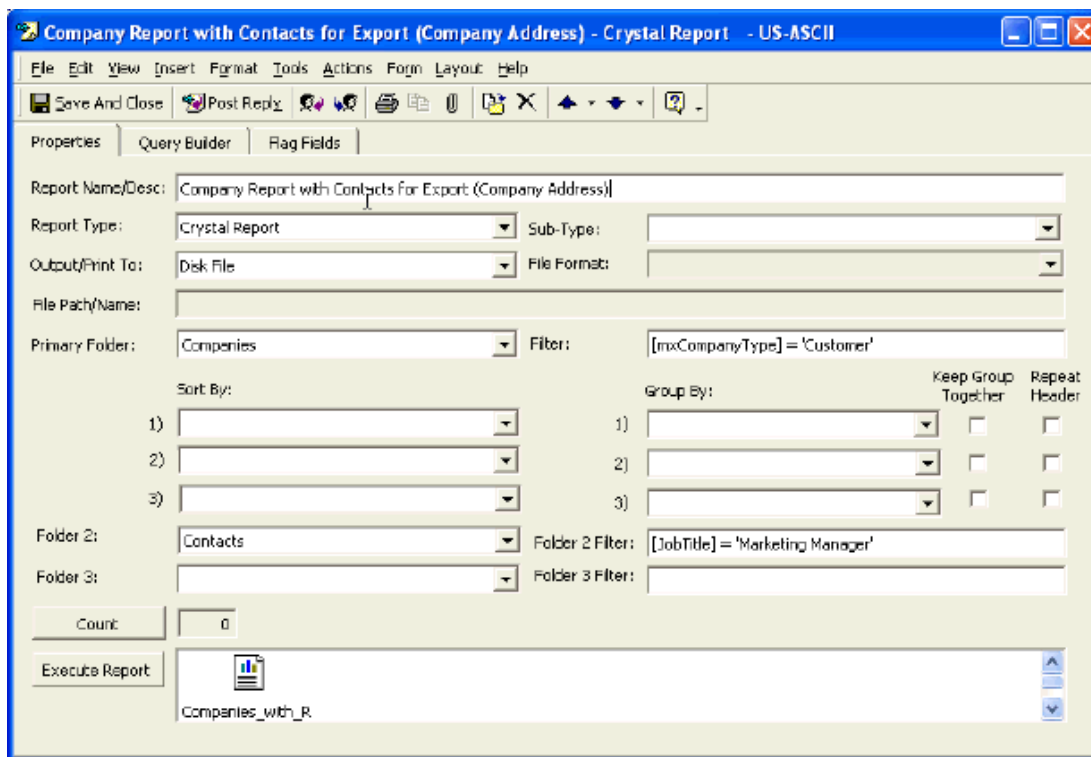 Company Report with Contacts for Export (Company Address) - Crystal Report - US-ASCII
File Edit View Insert Format Tools Actions Form Layout Help
Save And Close Post Reply
Properties Query Builder Flag Fields
Report Name/Desc: Company Report with Contacts for Export (Company Address)
Report Type: Crystal Report Sub-Type:
Output/Print To: Disk File File Format:
File Path/Name:
Primary Folder: Companies Filter: [mxCompanyType] = 'Customer'
Sort By: Group By: Keep Group Together Repeat Header
1) 1)
2) 2)
3) 3)
Folder 2: Contacts Folder 2 Filter: [JobTitle] = 'Marketing Manager'
Folder 3: Folder 3 Filter:
Count 0
Execute Report
Companies_with_R